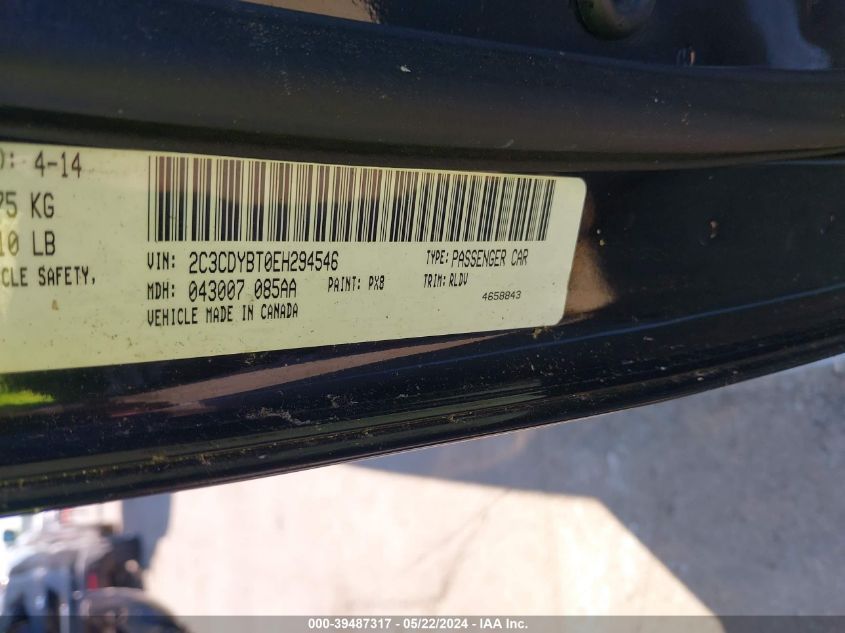 ): 4-14
75 KG
10 LB
CLE SAFETY,
VIN: 2C3CDYBT0EH294546 TYPE: PASSENGER CAR
MDH: 043007 085AA PAINT: PX8 TRIM: RLDV
VEHICLE MADE IN CANADA 4658843
000-39487317 - 05/22/2024 - IAA Inc.